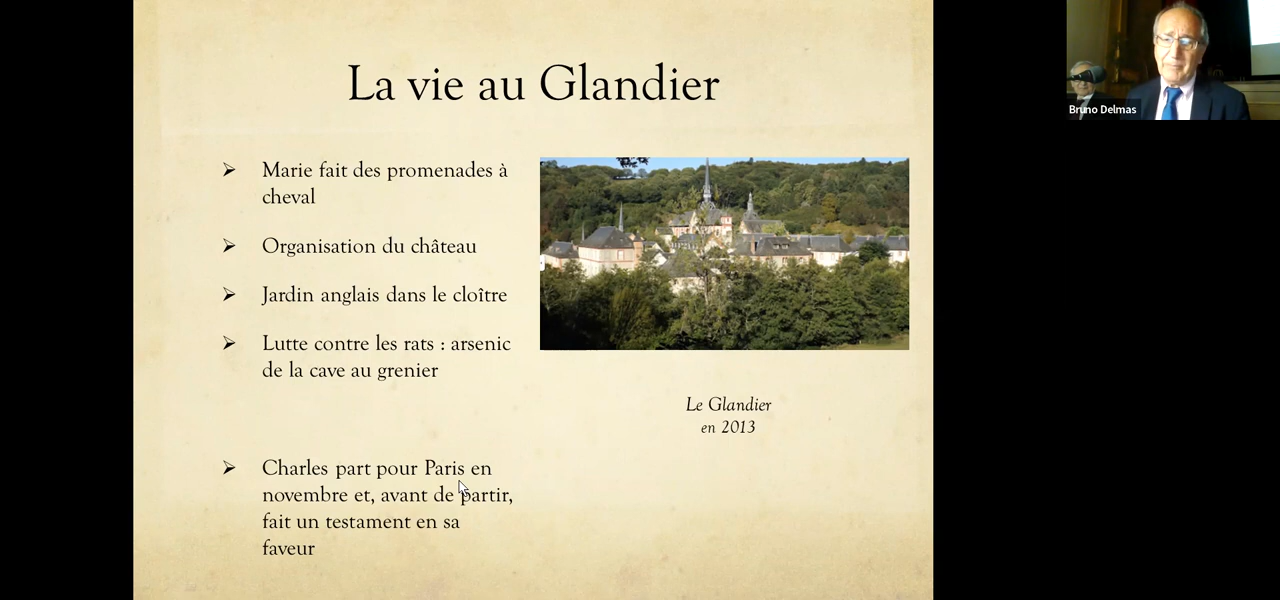 La vie au Glandier
Marie fait des promenades à
cheval
Organisation du château
Jardin anglais dans le cloître
Lutte contre les rats : arsenic
de la cave au grenier
Charles part pour Paris en
novembre et, avant de partir,
fait un testament en sa
faveur
Le Glandier
en 2013
Bruno Delmas